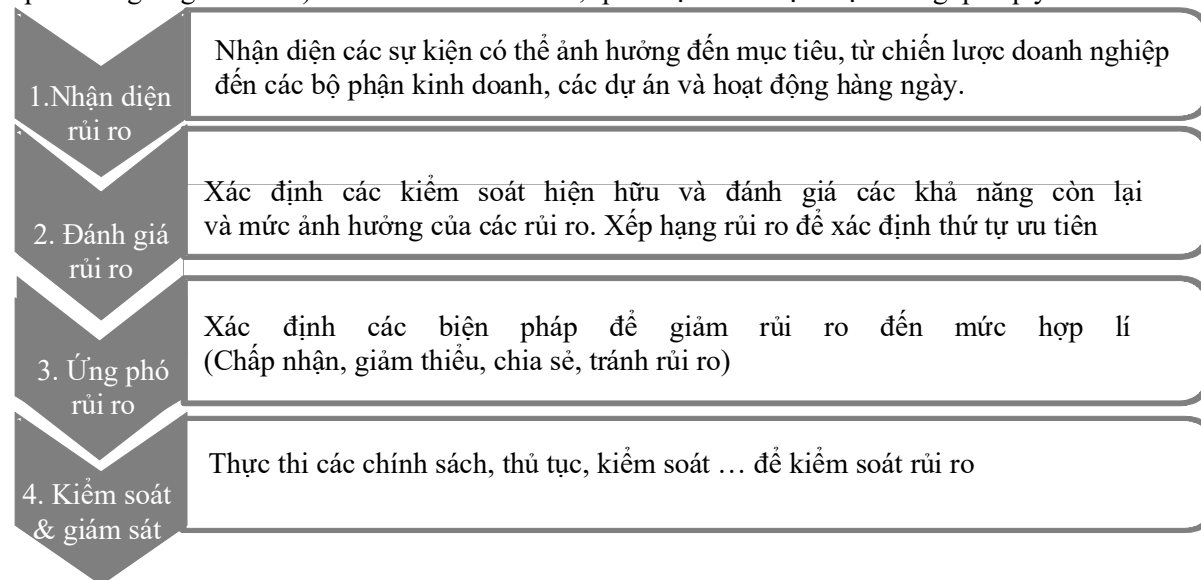 1.Nhận diện
rủi ro
Nhận diện các sự kiện có thể ảnh hưởng đến mục tiêu, từ chiến lược doanh nghiệp
đến các bộ phận kinh doanh, các dự án và hoạt động hàng ngày.
2. Đánh giá
rủi ro
Xác định các kiểm soát hiện hữu và đánh giá các khả năng còn lại
và mức ảnh hưởng của các rủi ro. Xếp hạng rủi ro để xác định thứ tự ưu tiên
3. Ứng phó
rủi ro
Xác định các biện pháp để giảm rủi ro đến mức hợp lí
(Chấp nhận, giảm thiểu, chia sẻ, tránh rủi ro)
4. Kiểm soát
& giám sát
Thực thi các chính sách, thủ tục, kiểm soát … để kiểm soát rủi ro